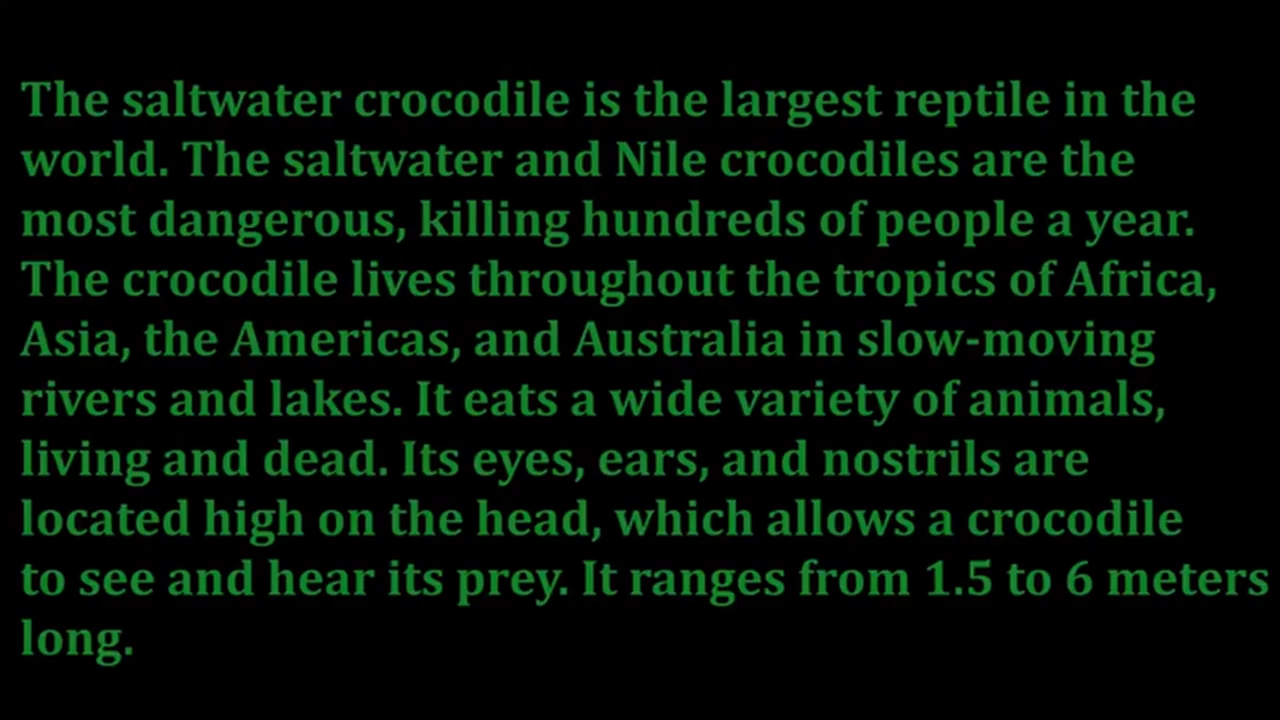 The saltwater crocodile is the largest reptile in the
world. The saltwater and Nile crocodiles are the
most dangerous, killing hundreds of people a year.
The crocodile lives throughout the tropics of Africa,
Asia, the Americas, and Australia in slow-moving
rivers and lakes. It eats a wide variety of animals,
living and dead. Its eyes, ears, and nostrils are
located high on the head, which allows a crocodile
to see and hear its prey. It ranges from 1.5 to 6 meters
long.